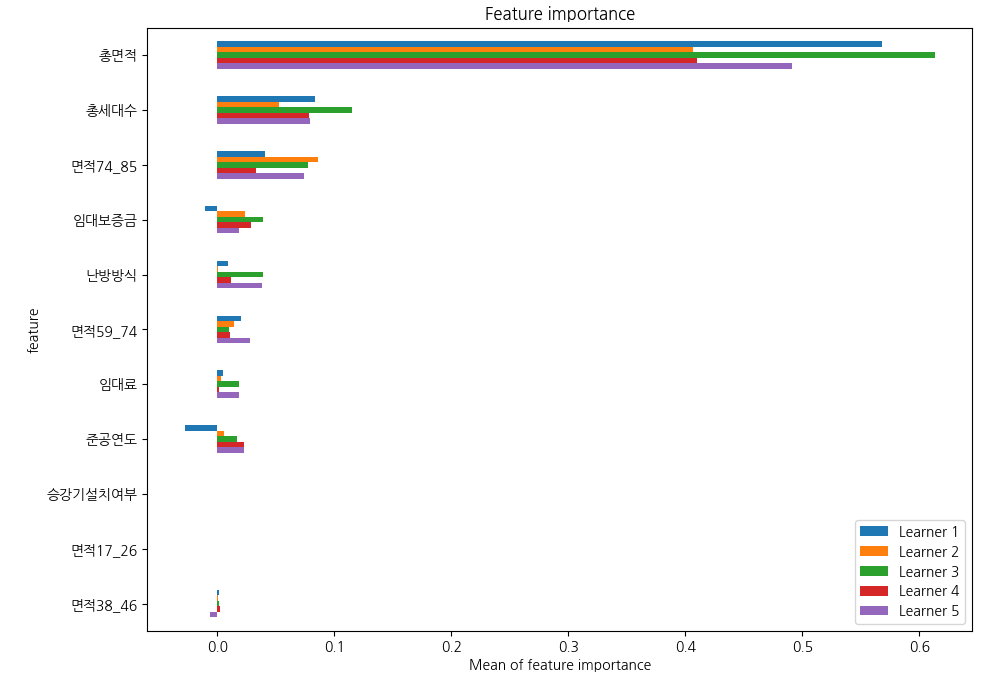 Feature importance
총면적
총세대수
면적74_85
임대보증금
난방방식
면적59_74
임대료
준공연도
승강기설치여부
면적17_26
면적38_46
feature
Learner 1
Learner 2
Learner 3
Learner 4
Learner 5
0.0 0.1 0.2 0.3 0.4 0.5 0.6
Mean of feature importance